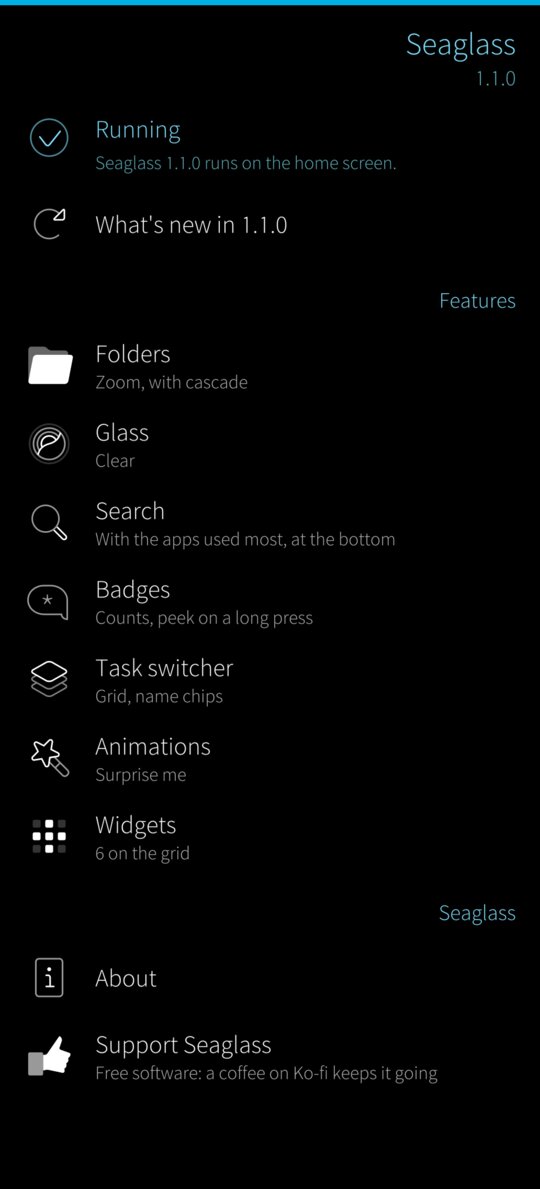 Seaglass
1.1.0
Running
Seaglass 1.1.0 runs on the home screen.
What's new in 1.1.0
Features
Folders
Zoom, with cascade
Glass
Clear
Search
With the apps used most, at the bottom
Badges
Counts, peek on a long press
Task switcher
Grid, name chips
Animations
Surprise me
Widgets
6 on the grid
Seaglass
About
Support Seaglass
Free software: a coffee on Ko-fi keeps it going